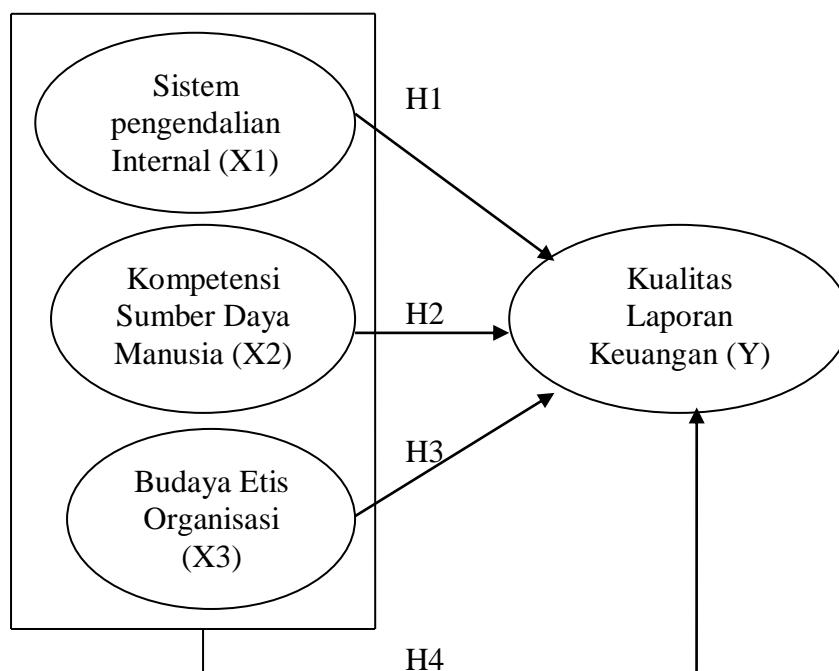 Sistem
pengendalian
Internal (X1)
H1
Kompetensi
Sumber Daya
Manusia (X2)
H2
Kualitas
Laporan
Keuangan (Y)
H3
Budaya Etis
Organisasi
(X3)
H4